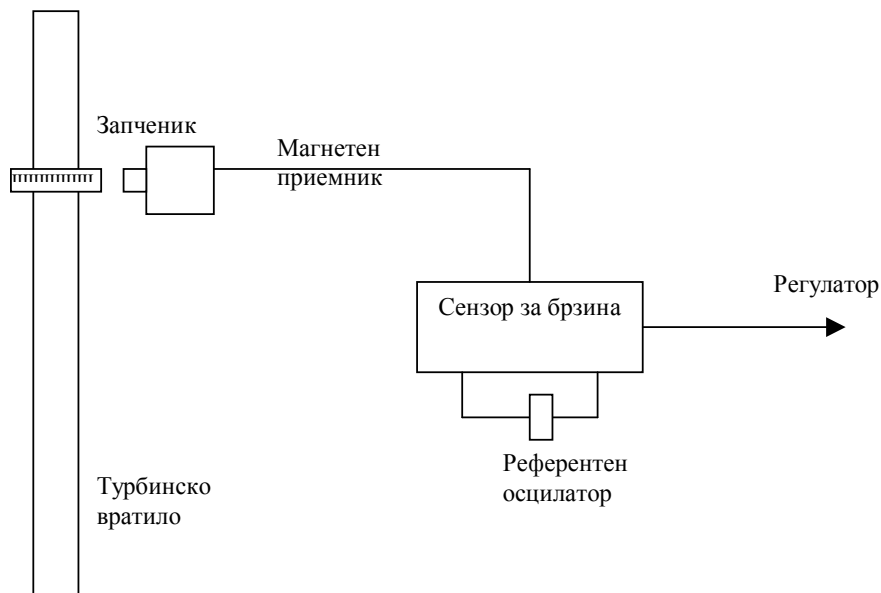 Запченик
Магнетен
приемник
Регулатор
Сензор за брзина
Референтен
осцилатор
Турбинско
вратило